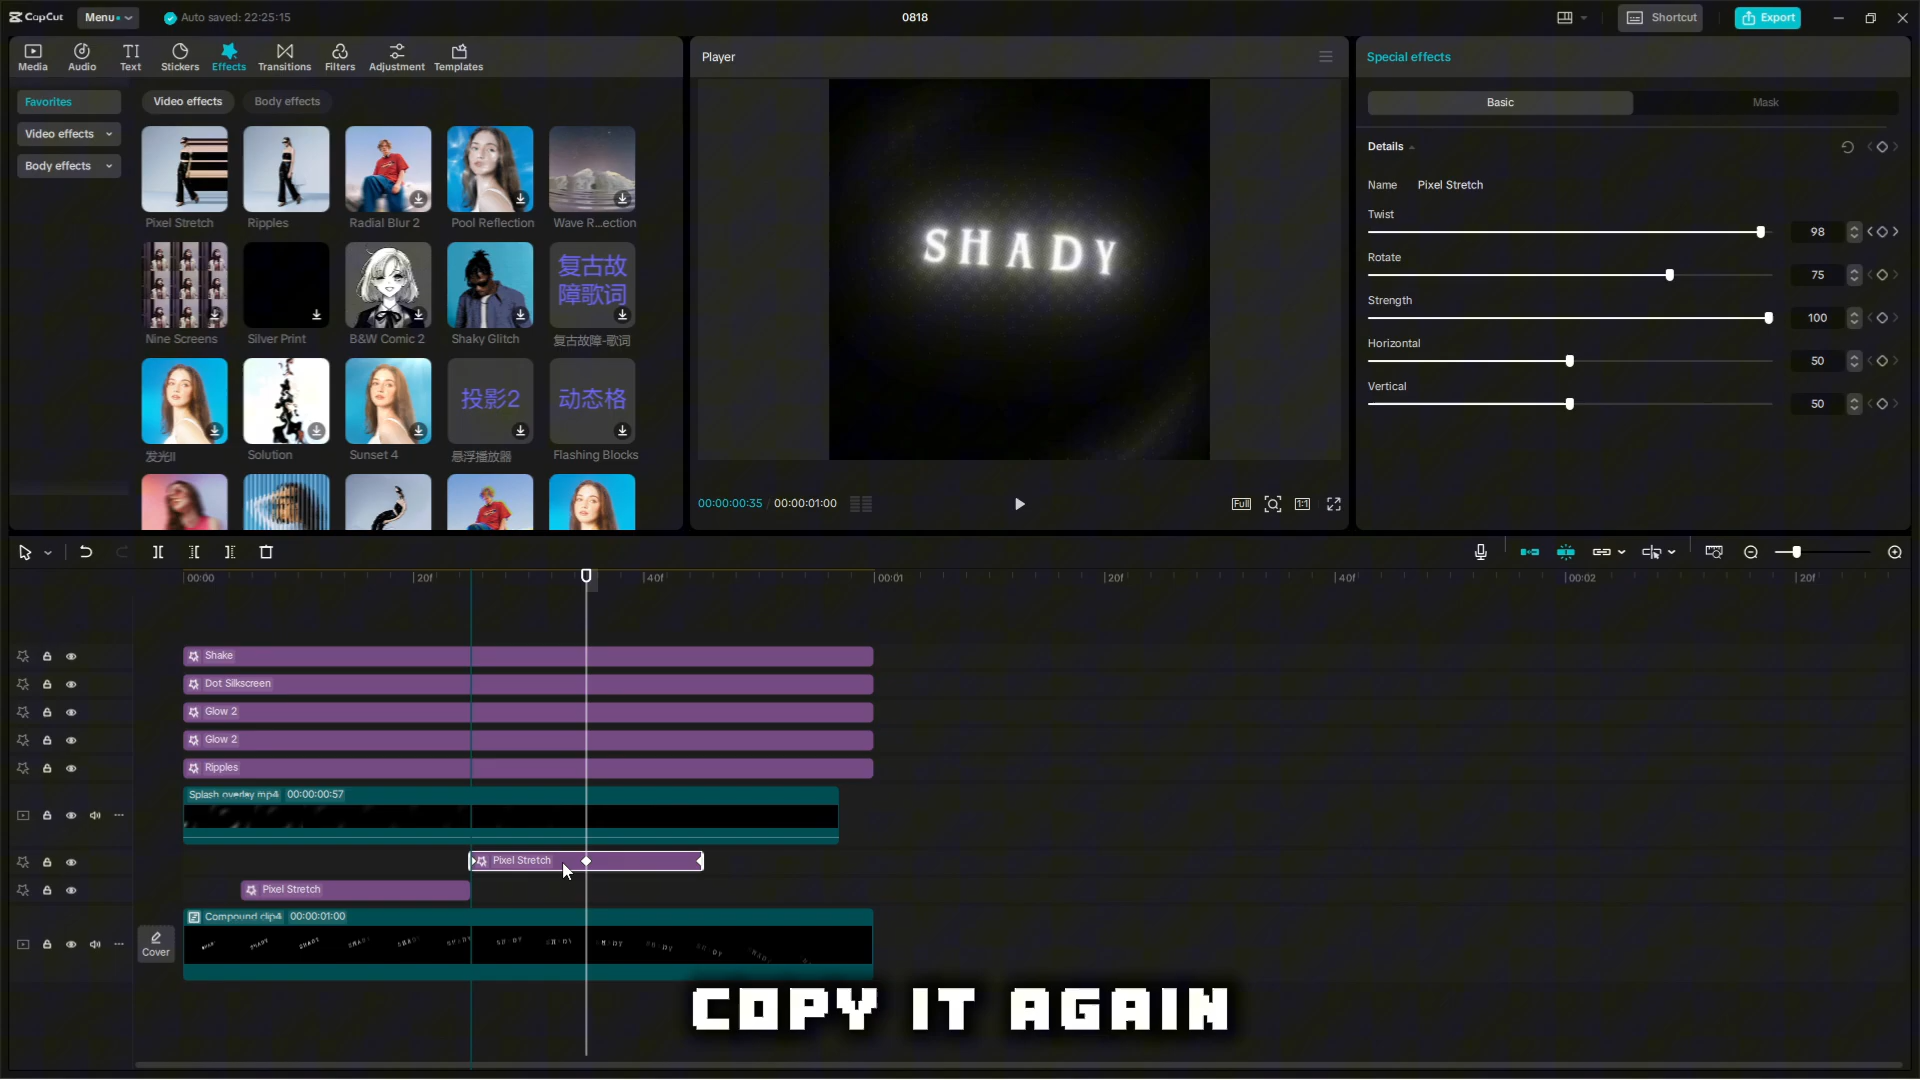 CapCut
Menu
Auto saved: 22:25:15
0818
Shortcut
Export
Media
Audio
Text
Stickers
Effects
Transitions
Filters
Adjustment
Templates
Player
Special effects
Favorites
Video effects
Body effects
Video effects
Body effects
Basic
Mask
Details
Name
Pixel Stretch
Twist
98
Rotate
75
Strength
100
Horizontal
50
Vertical
50
Pixel Stretch
Ripples
Radial Blur 2
Pool Reflection
Wave R...ection
复古故
障歌词
Nine Screens
Silver Print
B&W Comic 2
Shaky Glitch
复古故障-歌词
投影2
动态格
发光II
Solution
Sunset 4
悬浮播放器
Flashing Blocks
SHADY
00:00:00:35 / 00:00:01:00
Full
1:1
00:00
20f
40f
00:01
20f
40f
00:02
20f
Shake
Dot Silkscreen
Glow 2
Glow 2
Ripples
Splash overlay mp4 00:00:00:57
Pixel Stretch
Pixel Stretch
Cover
Compound clip4 00:00:01:00
COPY IT AGAIN